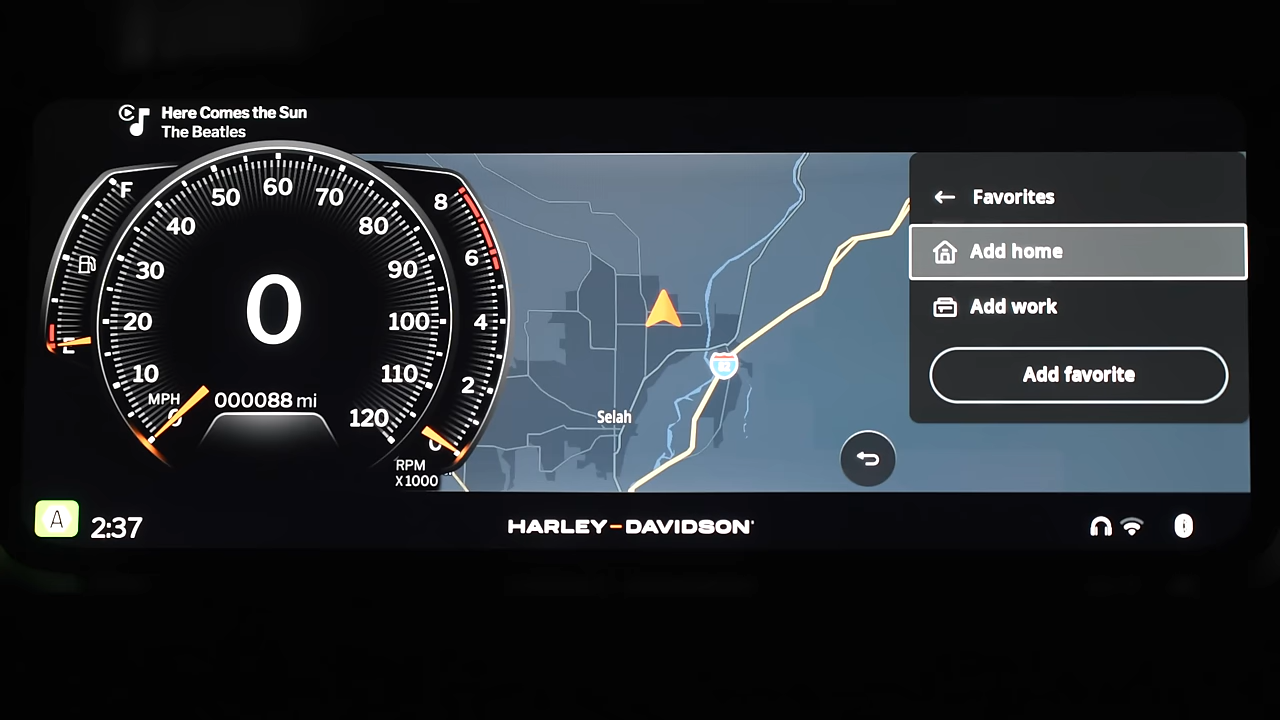 Here Comes the Sun
The Beatles
F
E
0
10
20
30
40
50
60
70
80
90
100
110
120
MPH
0
000088 mi
8
6
4
2
0
RPM
X1000
Selah
82
Favorites
Add home
Add work
Add favorite
A
2:37
HARLEY-DAVIDSON